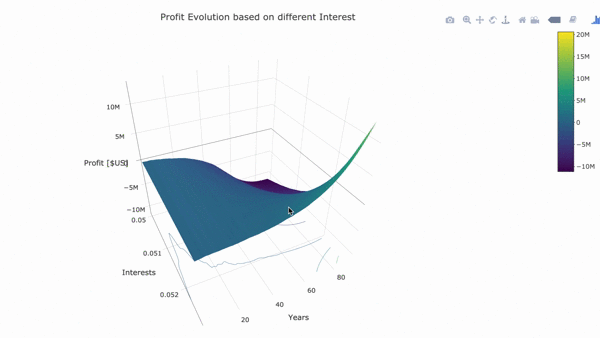 Profit Evolution based on different Interest
20M
15M
10M
5M
0
−5M
−10M
10M
5M
Profit [$US]
−5M
−10M
0.05
0.051
0.052
Interests
20
40
60
80
Years